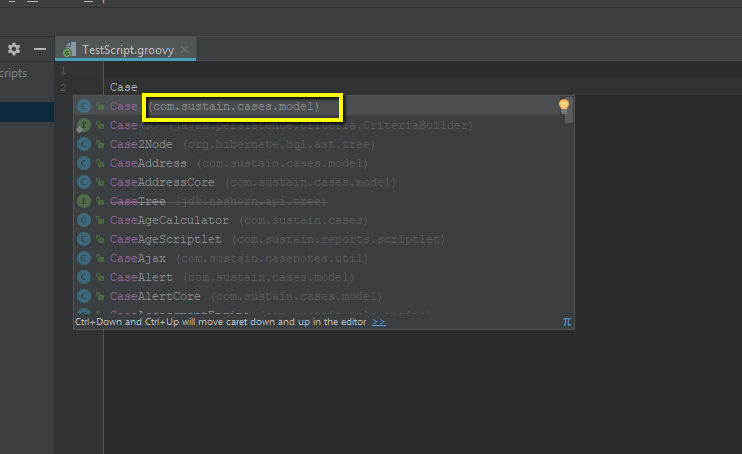 TestScript.groovy
cripts
1
2 Case
Case (com.sustain.cases.model)
Case<R> (javax.persistence.criteria.CriteriaBuilder)
Case2Node (org.hibernate.hql.ast.tree)
CaseAddress (com.sustain.cases.model)
CaseAddressCore (com.sustain.cases.model)
CaseTree (jdk.nashorn.api.tree)
CaseAgeCalculator (com.sustain.cases)
CaseAgeScriptlet (com.sustain.reports.scriptlet)
CaseAjax (com.sustain.casenotes.util)
CaseAlert (com.sustain.cases.model)
CaseAlertCore (com.sustain.cases.model)
Ctrl+Down and Ctrl+Up will move caret down and up in the editor >>
π